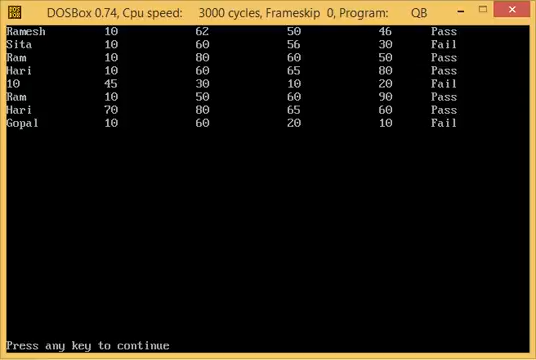 DOSBox 0.74, Cpu speed: 3000 cycles, Frameskip 0, Program: QB
Ramesh 10 62 50 46 Pass
Sita 10 60 56 30 Fail
Ram 10 80 60 50 Pass
Hari 10 60 65 80 Pass
10 45 30 10 20 Fail
Ram 10 50 60 90 Pass
Hari 70 80 65 60 Pass
Gopal 10 60 20 10 Fail
Press any key to continue